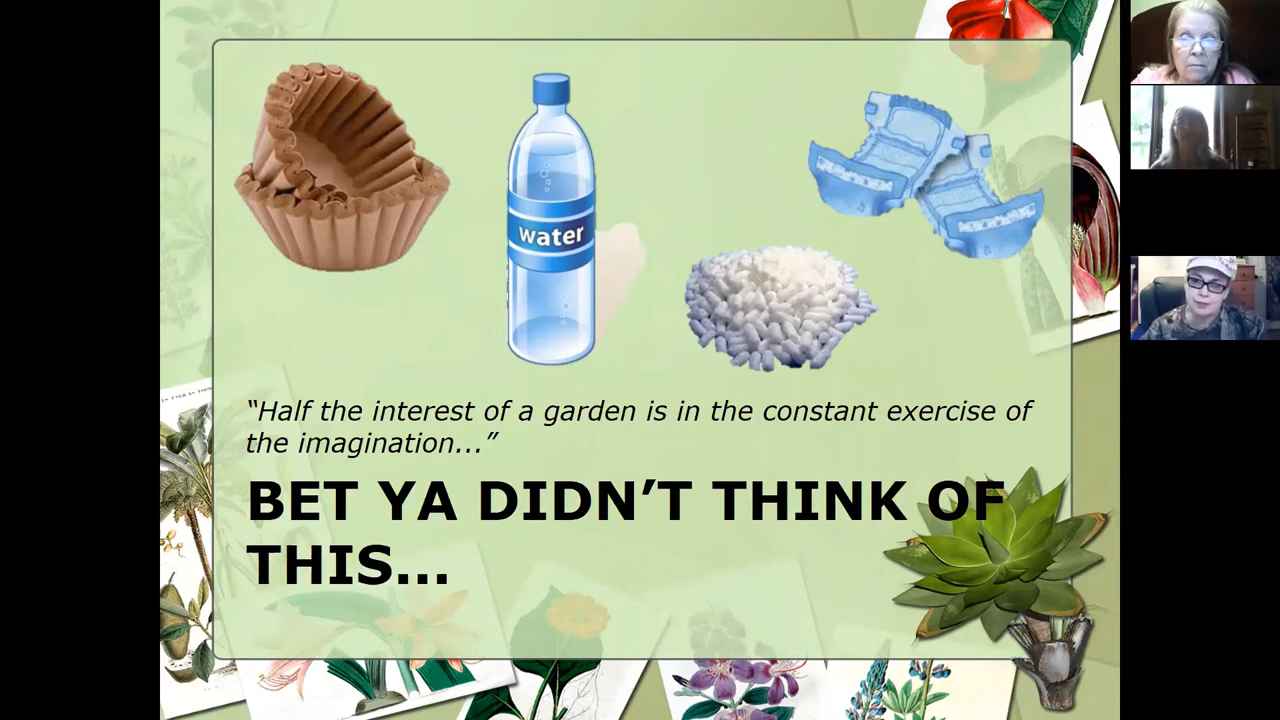 water
“Half the interest of a garden is in the constant exercise of
the imagination...”
BET YA DIDN’T THINK OF
THIS...